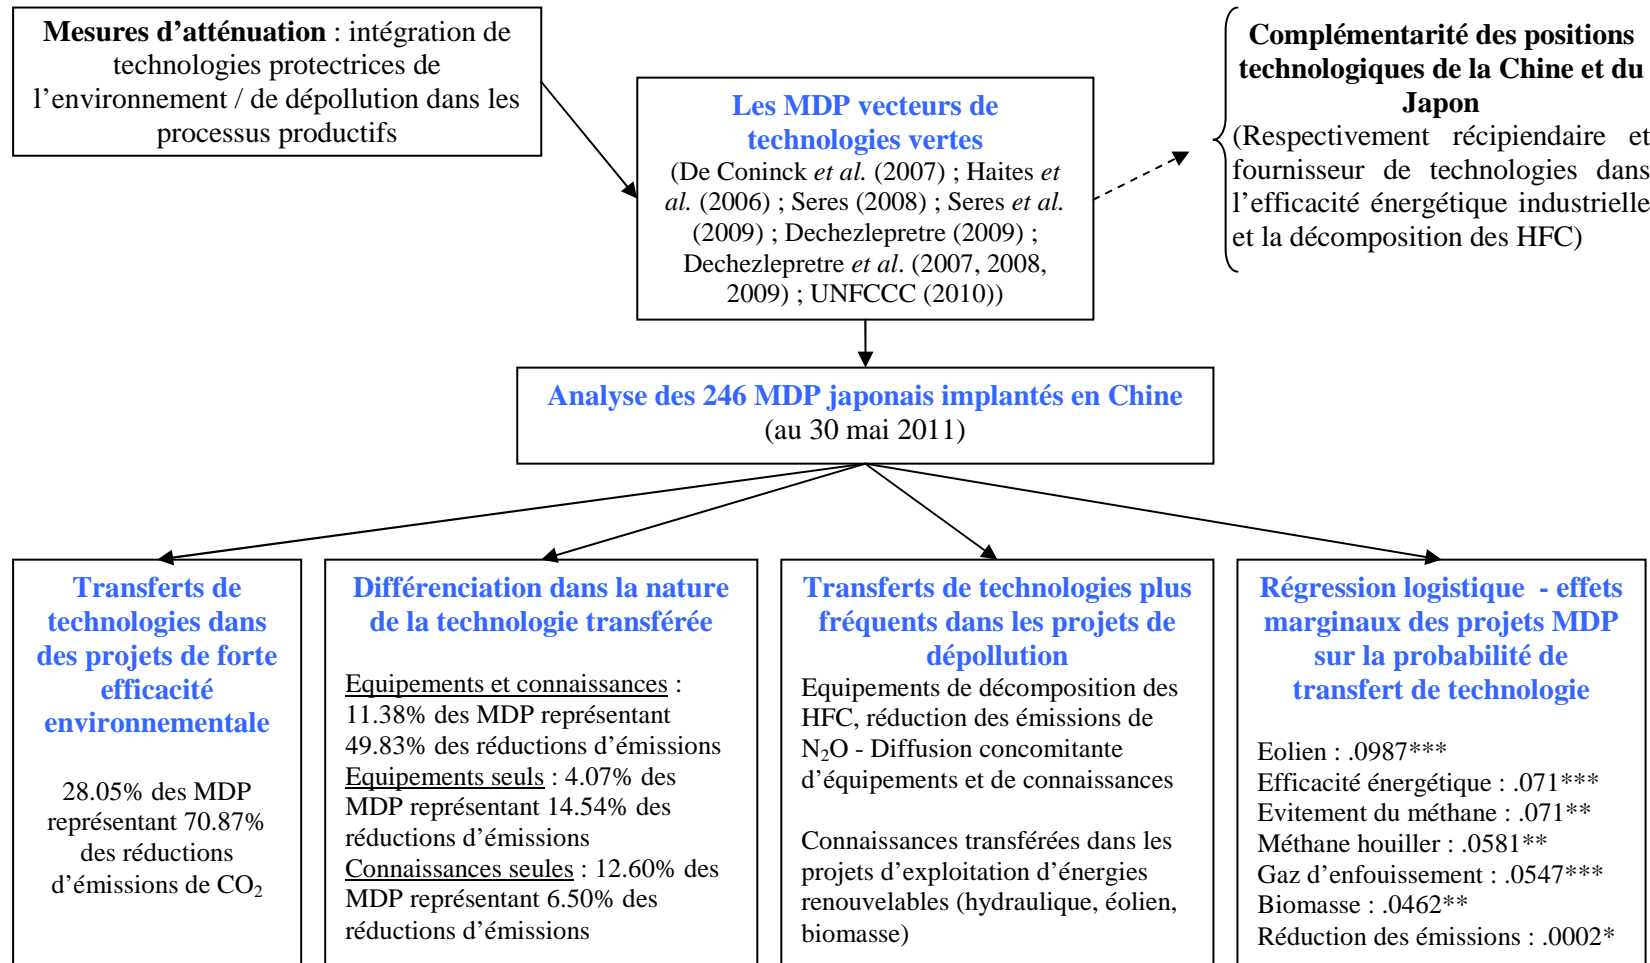 Mesures d'atténuation : intégration de
technologies protectrices de
l'environnement / de dépollution dans les
processus productifs
Les MDP vecteurs de
technologies vertes
(De Coninck et al. (2007) ; Haites et
al. (2006) ; Seres (2008) ; Seres et al.
(2009) ; Dechezlepretre (2009) ;
Dechezlepretre et al. (2007, 2008,
2009) ; UNFCCC (2010))
Complémentarité des positions
technologiques de la Chine et du
Japon
(Respectivement récipiendaire et
fournisseur de technologies dans
l'efficacité énergétique industrielle
et la décomposition des HFC)
Analyse des 246 MDP japonais implantés en Chine
(au 30 mai 2011)
Transferts de
technologies dans
des projets de forte
efficacité
environnementale
28.05% des MDP
représentant 70.87%
des réductions
d'émissions de CO₂
Différenciation dans la nature
de la technologie transférée
Equipements et connaissances :
11.38% des MDP représentant
49.83% des réductions d'émissions
Equipements seuls : 4.07% des
MDP représentant 14.54% des
réductions d'émissions
Connaissances seules : 12.60% des
MDP représentant 6.50% des
réductions d'émissions
Transferts de technologies plus
fréquents dans les projets de
dépollution
Equipements de décomposition des
HFC, réduction des émissions de
N₂O - Diffusion concomitante
d'équipements et de connaissances
Connaissances transférées dans les
projets d'exploitation d'énergies
renouvelables (hydraulique, éolien,
biomasse)
Régression logistique - effets
marginaux des projets MDP
sur la probabilité de
transfert de technologie
Eolien : .0987***
Efficacité énergétique : .071***
Evitement du méthane : .071**
Méthane houiller : .0581**
Gaz d'enfouissement : .0547***
Biomasse : .0462**
Réduction des émissions : .0002*